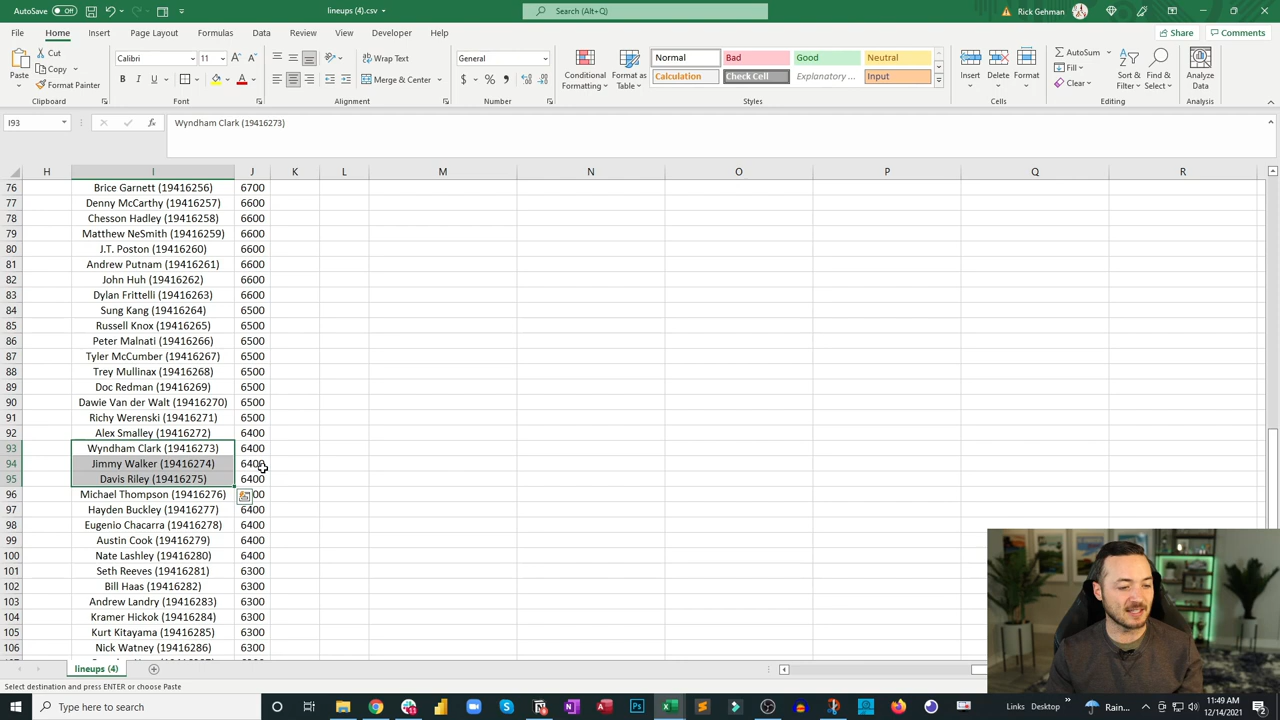 AutoSave Off lineups (4).csv Search (Alt+Q) Rick Gehman
File Home Insert Page Layout Formulas Data Review View Developer Help Share Comments
Paste Cut Copy Format Painter
Calibri 11
B I U
Wrap Text
Merge & Center
General
$ % 9
Conditional Formatting
Format as Table
Normal Bad Good Neutral
Calculation Check Cell Explanatory ... Input
Insert Delete Format
AutoSum
Fill
Clear
Sort & Filter
Find & Select
Analyze Data
Clipboard Font Alignment Number Styles Cells Editing Analysis
I93 fx Wyndham Clark (19416273)
H I J K L M N O P Q R
76 Brice Garnett (19416256) 6700
77 Denny McCarthy (19416257) 6600
78 Chesson Hadley (19416258) 6600
79 Matthew NeSmith (19416259) 6600
80 J.T. Poston (19416260) 6600
81 Andrew Putnam (19416261) 6600
82 John Huh (19416262) 6600
83 Dylan Frittelli (19416263) 6600
84 Sung Kang (19416264) 6500
85 Russell Knox (19416265) 6500
86 Peter Malnati (19416266) 6500
87 Tyler McCumber (19416267) 6500
88 Trey Mullinax (19416268) 6500
89 Doc Redman (19416269) 6500
90 Dawie Van der Walt (19416270) 6500
91 Richy Werenski (19416271) 6500
92 Alex Smalley (19416272) 6400
93 Wyndham Clark (19416273) 6400
94 Jimmy Walker (19416274) 6400
95 Davis Riley (19416275) 6400
96 Michael Thompson (19416276) 00
97 Hayden Buckley (19416277) 6400
98 Eugenio Chacarra (19416278) 6400
99 Austin Cook (19416279) 6400
100 Nate Lashley (19416280) 6400
101 Seth Reeves (19416281) 6300
102 Bill Haas (19416282) 6300
103 Andrew Landry (19416283) 6300
104 Kramer Hickok (19416284) 6300
105 Kurt Kitayama (19416285) 6300
106 Nick Watney (19416286) 6300
lineups (4)
Select destination and press ENTER or choose Paste
Type here to search
Links Desktop Rain...
11:49 AM
12/14/2021